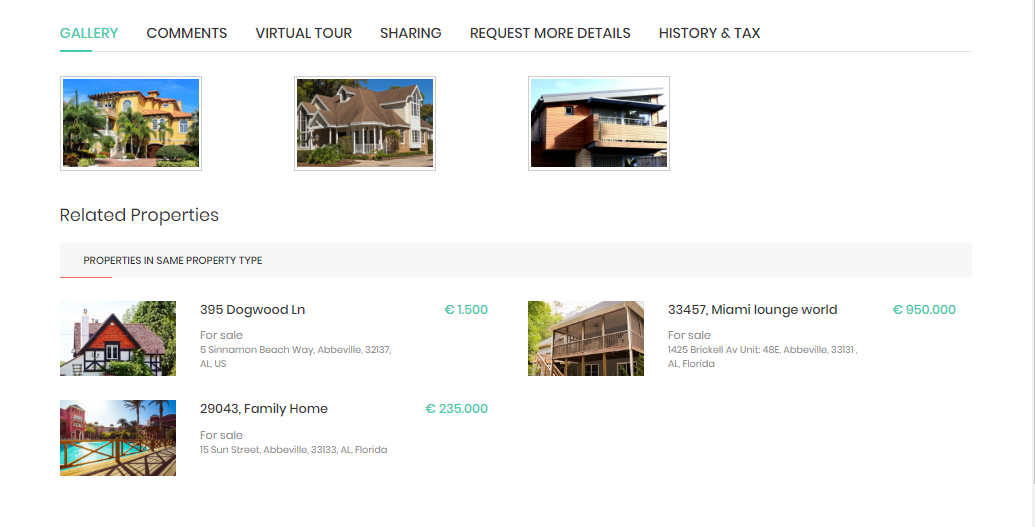 GALLERY COMMENTS VIRTUAL TOUR SHARING REQUEST MORE DETAILS HISTORY & TAX
Related Properties
PROPERTIES IN SAME PROPERTY TYPE
395 Dogwood Ln € 1.500
For sale
5 Sinnamon Beach Way, Abbeville, 32137,
AL, US
33457, Miami lounge world € 950.000
For sale
1425 Brickell Av Unit: 48E, Abbeville, 33131 ,
AL, Florida
29043, Family Home € 235.000
For sale
15 Sun Street, Abbeville, 33133, AL, Florida